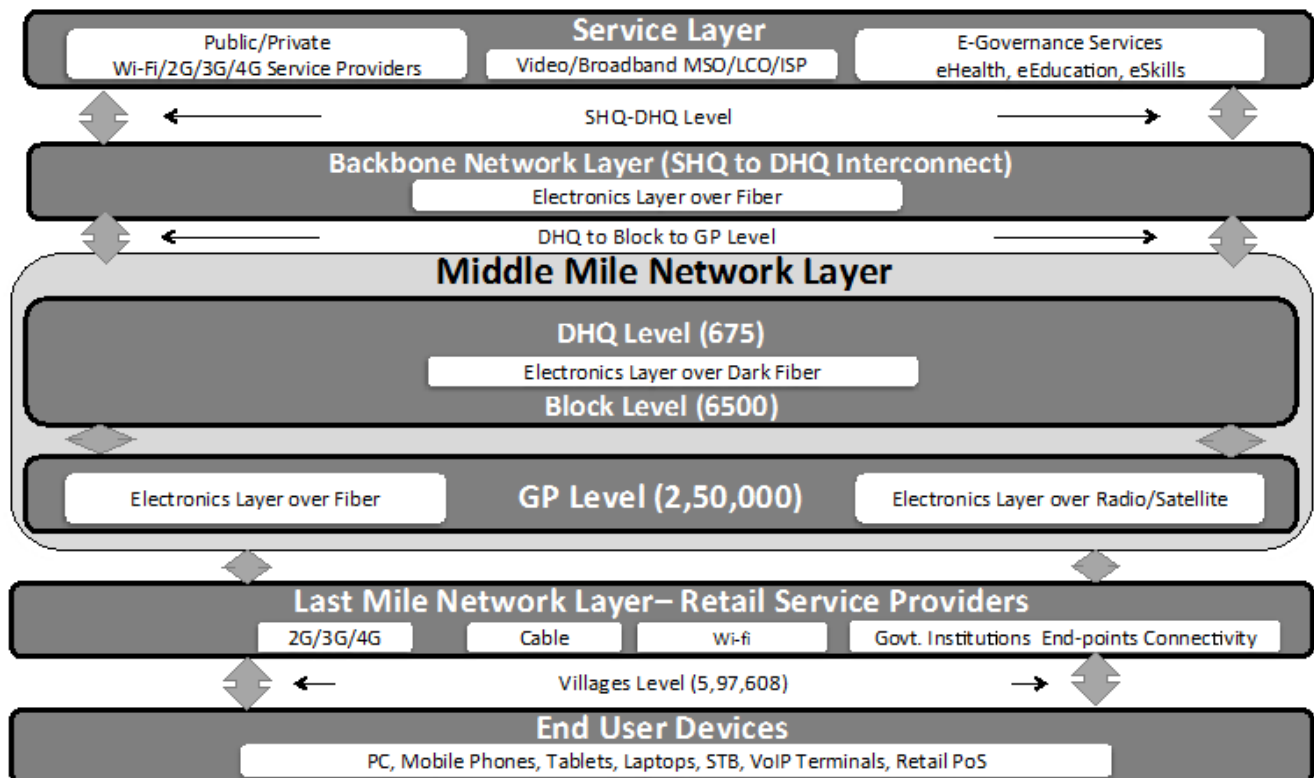 Service Layer
Public/Private
Wi-Fi/2G/3G/4G Service Providers
Video/Broadband MSO/LCO/ISP
E-Governance Services
eHealth, eEducation, eSkills
SHQ-DHQ Level
Backbone Network Layer (SHQ to DHQ Interconnect)
Electronics Layer over Fiber
DHQ to Block to GP Level
Middle Mile Network Layer
DHQ Level (675)
Electronics Layer over Dark Fiber
Block Level (6500)
Electronics Layer over Fiber
GP Level (2,50,000)
Electronics Layer over Radio/Satellite
Last Mile Network Layer– Retail Service Providers
2G/3G/4G
Cable
Wi-fi
Govt. Institutions End-points Connectivity
Villages Level (5,97,608)
End User Devices
PC, Mobile Phones, Tablets, Laptops, STB, VoIP Terminals, Retail PoS